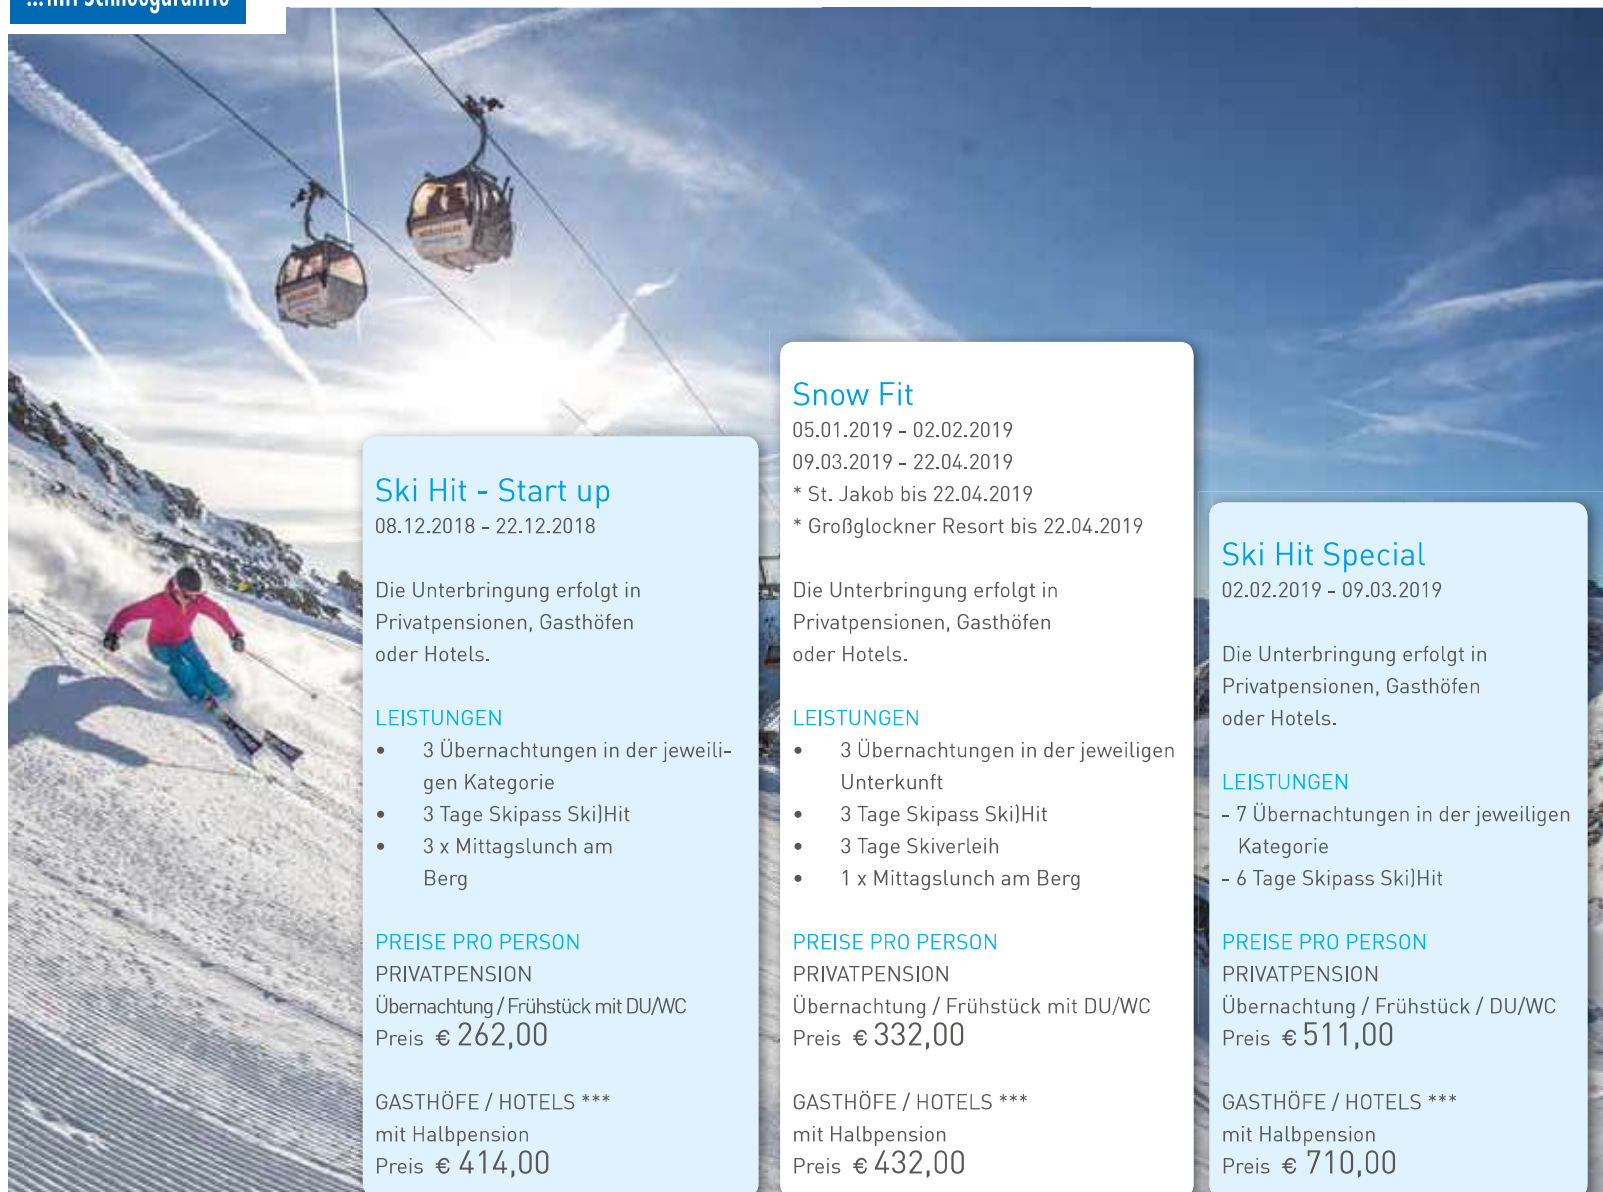 Ski Hit - Start up
08.12.2018 - 22.12.2018
Die Unterbringung erfolgt in
Privatpensionen, Gasthöfen
oder Hotels.
LEISTUNGEN
• 3 Übernachtungen in der jeweili-
gen Kategorie
• 3 Tage Skipass Ski)Hit
• 3 x Mittagslunch am
Berg
PREISE PRO PERSON
PRIVATPENSION
Übernachtung / Frühstück mit DU/WC
Preis € 262,00
GASTHÖFE / HOTELS ***
mit Halbpension
Preis € 414,00
Snow Fit
05.01.2019 - 02.02.2019
09.03.2019 - 22.04.2019
* St. Jakob bis 22.04.2019
* Großglockner Resort bis 22.04.2019
Die Unterbringung erfolgt in
Privatpensionen, Gasthöfen
oder Hotels.
LEISTUNGEN
• 3 Übernachtungen in der jeweiligen
Unterkunft
• 3 Tage Skipass Ski)Hit
• 3 Tage Skiverleih
• 1 x Mittagslunch am Berg
PREISE PRO PERSON
PRIVATPENSION
Übernachtung / Frühstück mit DU/WC
Preis € 332,00
GASTHÖFE / HOTELS ***
mit Halbpension
Preis € 432,00
Ski Hit Special
02.02.2019 - 09.03.2019
Die Unterbringung erfolgt in
Privatpensionen, Gasthöfen
oder Hotels.
LEISTUNGEN
- 7 Übernachtungen in der jeweiligen
Kategorie
- 6 Tage Skipass Ski)Hit
PREISE PRO PERSON
PRIVATPENSION
Übernachtung / Frühstück / DU/WC
Preis € 511,00
GASTHÖFE / HOTELS ***
mit Halbpension
Preis € 710,00